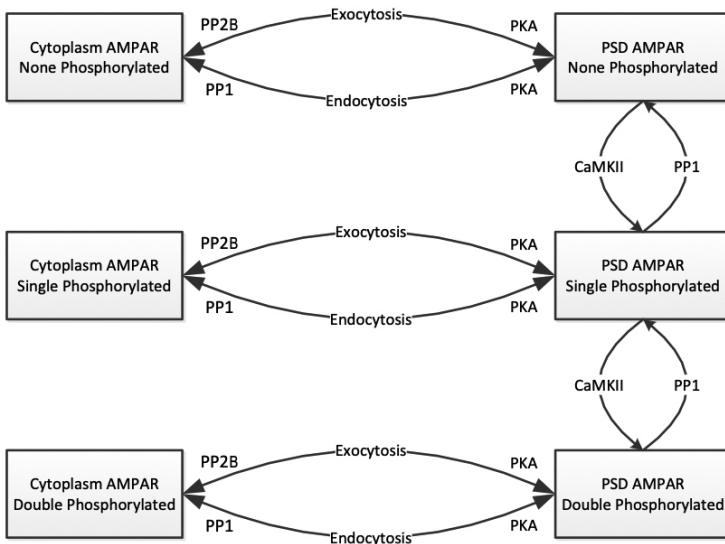 Exocytosis
PP2B
PKA
Cytoplasm AMPAR
None Phosphorylated
PSD AMPAR
None Phosphorylated
PP1
PKA
Endocytosis
CaMKII
PP1
Exocytosis
PP2B
PKA
Cytoplasm AMPAR
Single Phosphorylated
PSD AMPAR
Single Phosphorylated
PP1
PKA
Endocytosis
CaMKII
PP1
Exocytosis
PP2B
PKA
Cytoplasm AMPAR
Double Phosphorylated
PSD AMPAR
Double Phosphorylated
PP1
PKA
Endocytosis